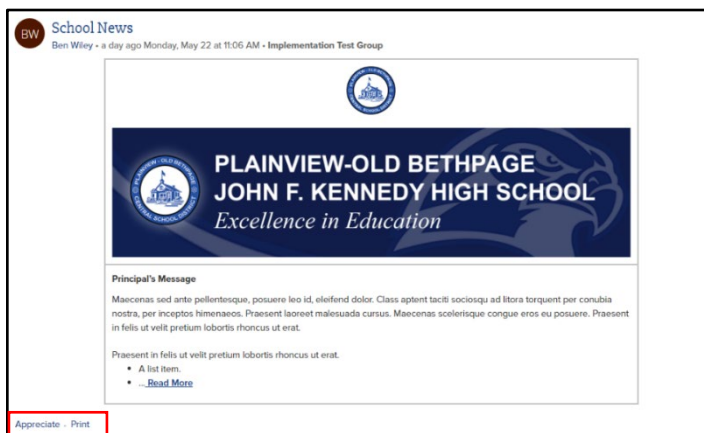 BW
School News
Ben Wiley • a day ago Monday, May 22 at 11:06 AM • Implementation Test Group
PLAINVIEW-OLD BETHPAGE
JOHN F. KENNEDY HIGH SCHOOL
Excellence in Education
Principal's Message
Maecenas sed ante pellentesque, posuere leo id, eleifend dolor. Class aptent taciti sociosqu ad litora torquent per conubia
nostra, per inceptos himenaeos. Praesent laoreet malesuada cursus. Maecenas scelerisque congue eros eu posuere. Praesent
in felis ut velit pretium lobortis rhoncus ut erat.
Praesent in felis ut velit pretium lobortis rhoncus ut erat.
• A list item.
• ... Read More
Appreciate - Print